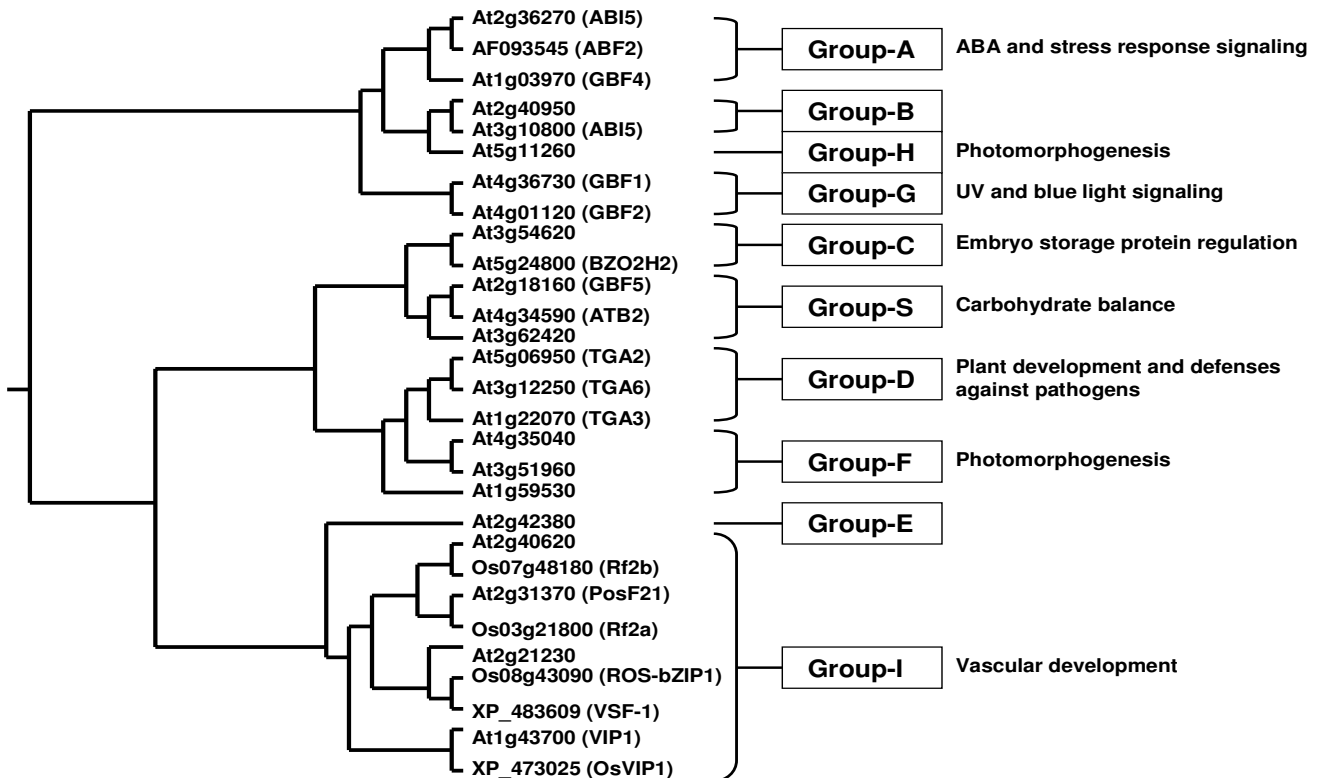 At2g36270 (ABI5)
AF093545 (ABF2)
At1g03970 (GBF4)
Group-A
ABA and stress response signaling
At2g40950
At3g10800 (ABI5)
Group-B
At5g11260
Group-H
Photomorphogenesis
At4g36730 (GBF1)
At4g01120 (GBF2)
Group-G
UV and blue light signaling
At3g54620
At5g24800 (BZO2H2)
Group-C
Embryo storage protein regulation
At2g18160 (GBF5)
At4g34590 (ATB2)
At3g62420
Group-S
Carbohydrate balance
At5g06950 (TGA2)
At3g12250 (TGA6)
At1g22070 (TGA3)
Group-D
Plant development and defenses
against pathogens
At4g35040
At3g51960
At1g59530
Group-F
Photomorphogenesis
At2g42380
Group-E
At2g40620
Os07g48180 (Rf2b)
At2g31370 (PosF21)
Os03g21800 (Rf2a)
At2g21230
Os08g43090 (ROS-bZIP1)
XP_483609 (VSF-1)
At1g43700 (VIP1)
XP_473025 (OsVIP1)
Group-I
Vascular development